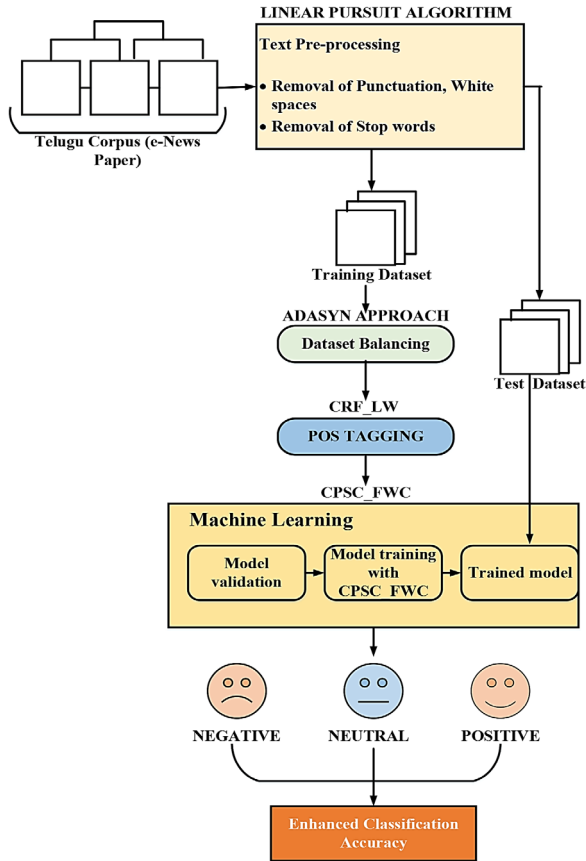 LINEAR PURSUIT ALGORITHM
Text Pre-processing
• Removal of Punctuation, White
spaces
• Removal of Stop words
Telugu Corpus (e-News
Paper)
Training Dataset
ADASYN APPROACH
Dataset Balancing
Test Dataset
CRF_LW
POS TAGGING
CPSC_FWC
Machine Learning
Model
validation
Model training
with
CPSC_FWC
Trained model
NEGATIVE
NEUTRAL
POSITIVE
Enhanced Classification
Accuracy